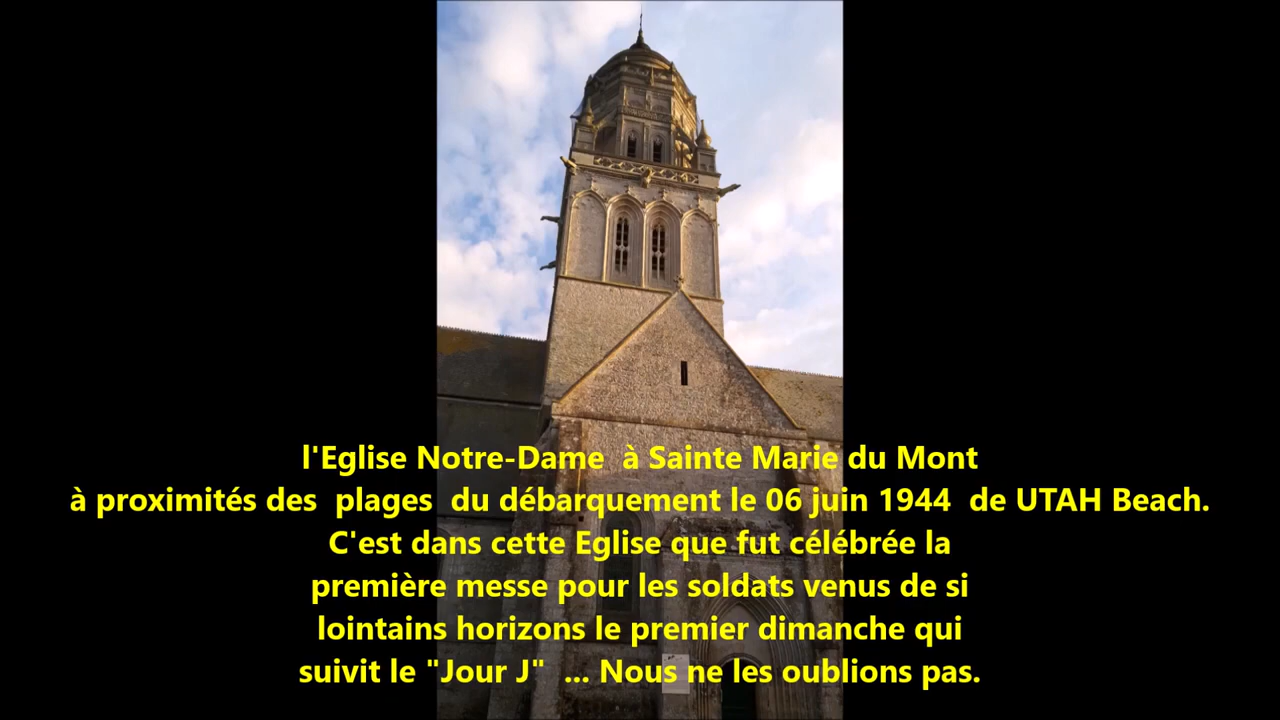 l'Eglise Notre-Dame  à Sainte Marie du Mont
à proximités des  plages  du débarquement le 06 juin 1944  de UTAH Beach.
C'est dans cette Eglise que fut célébrée la
première messe pour les soldats venus de si
lointains horizons le premier dimanche qui
suivit le "Jour J"  ... Nous ne les oublions pas.